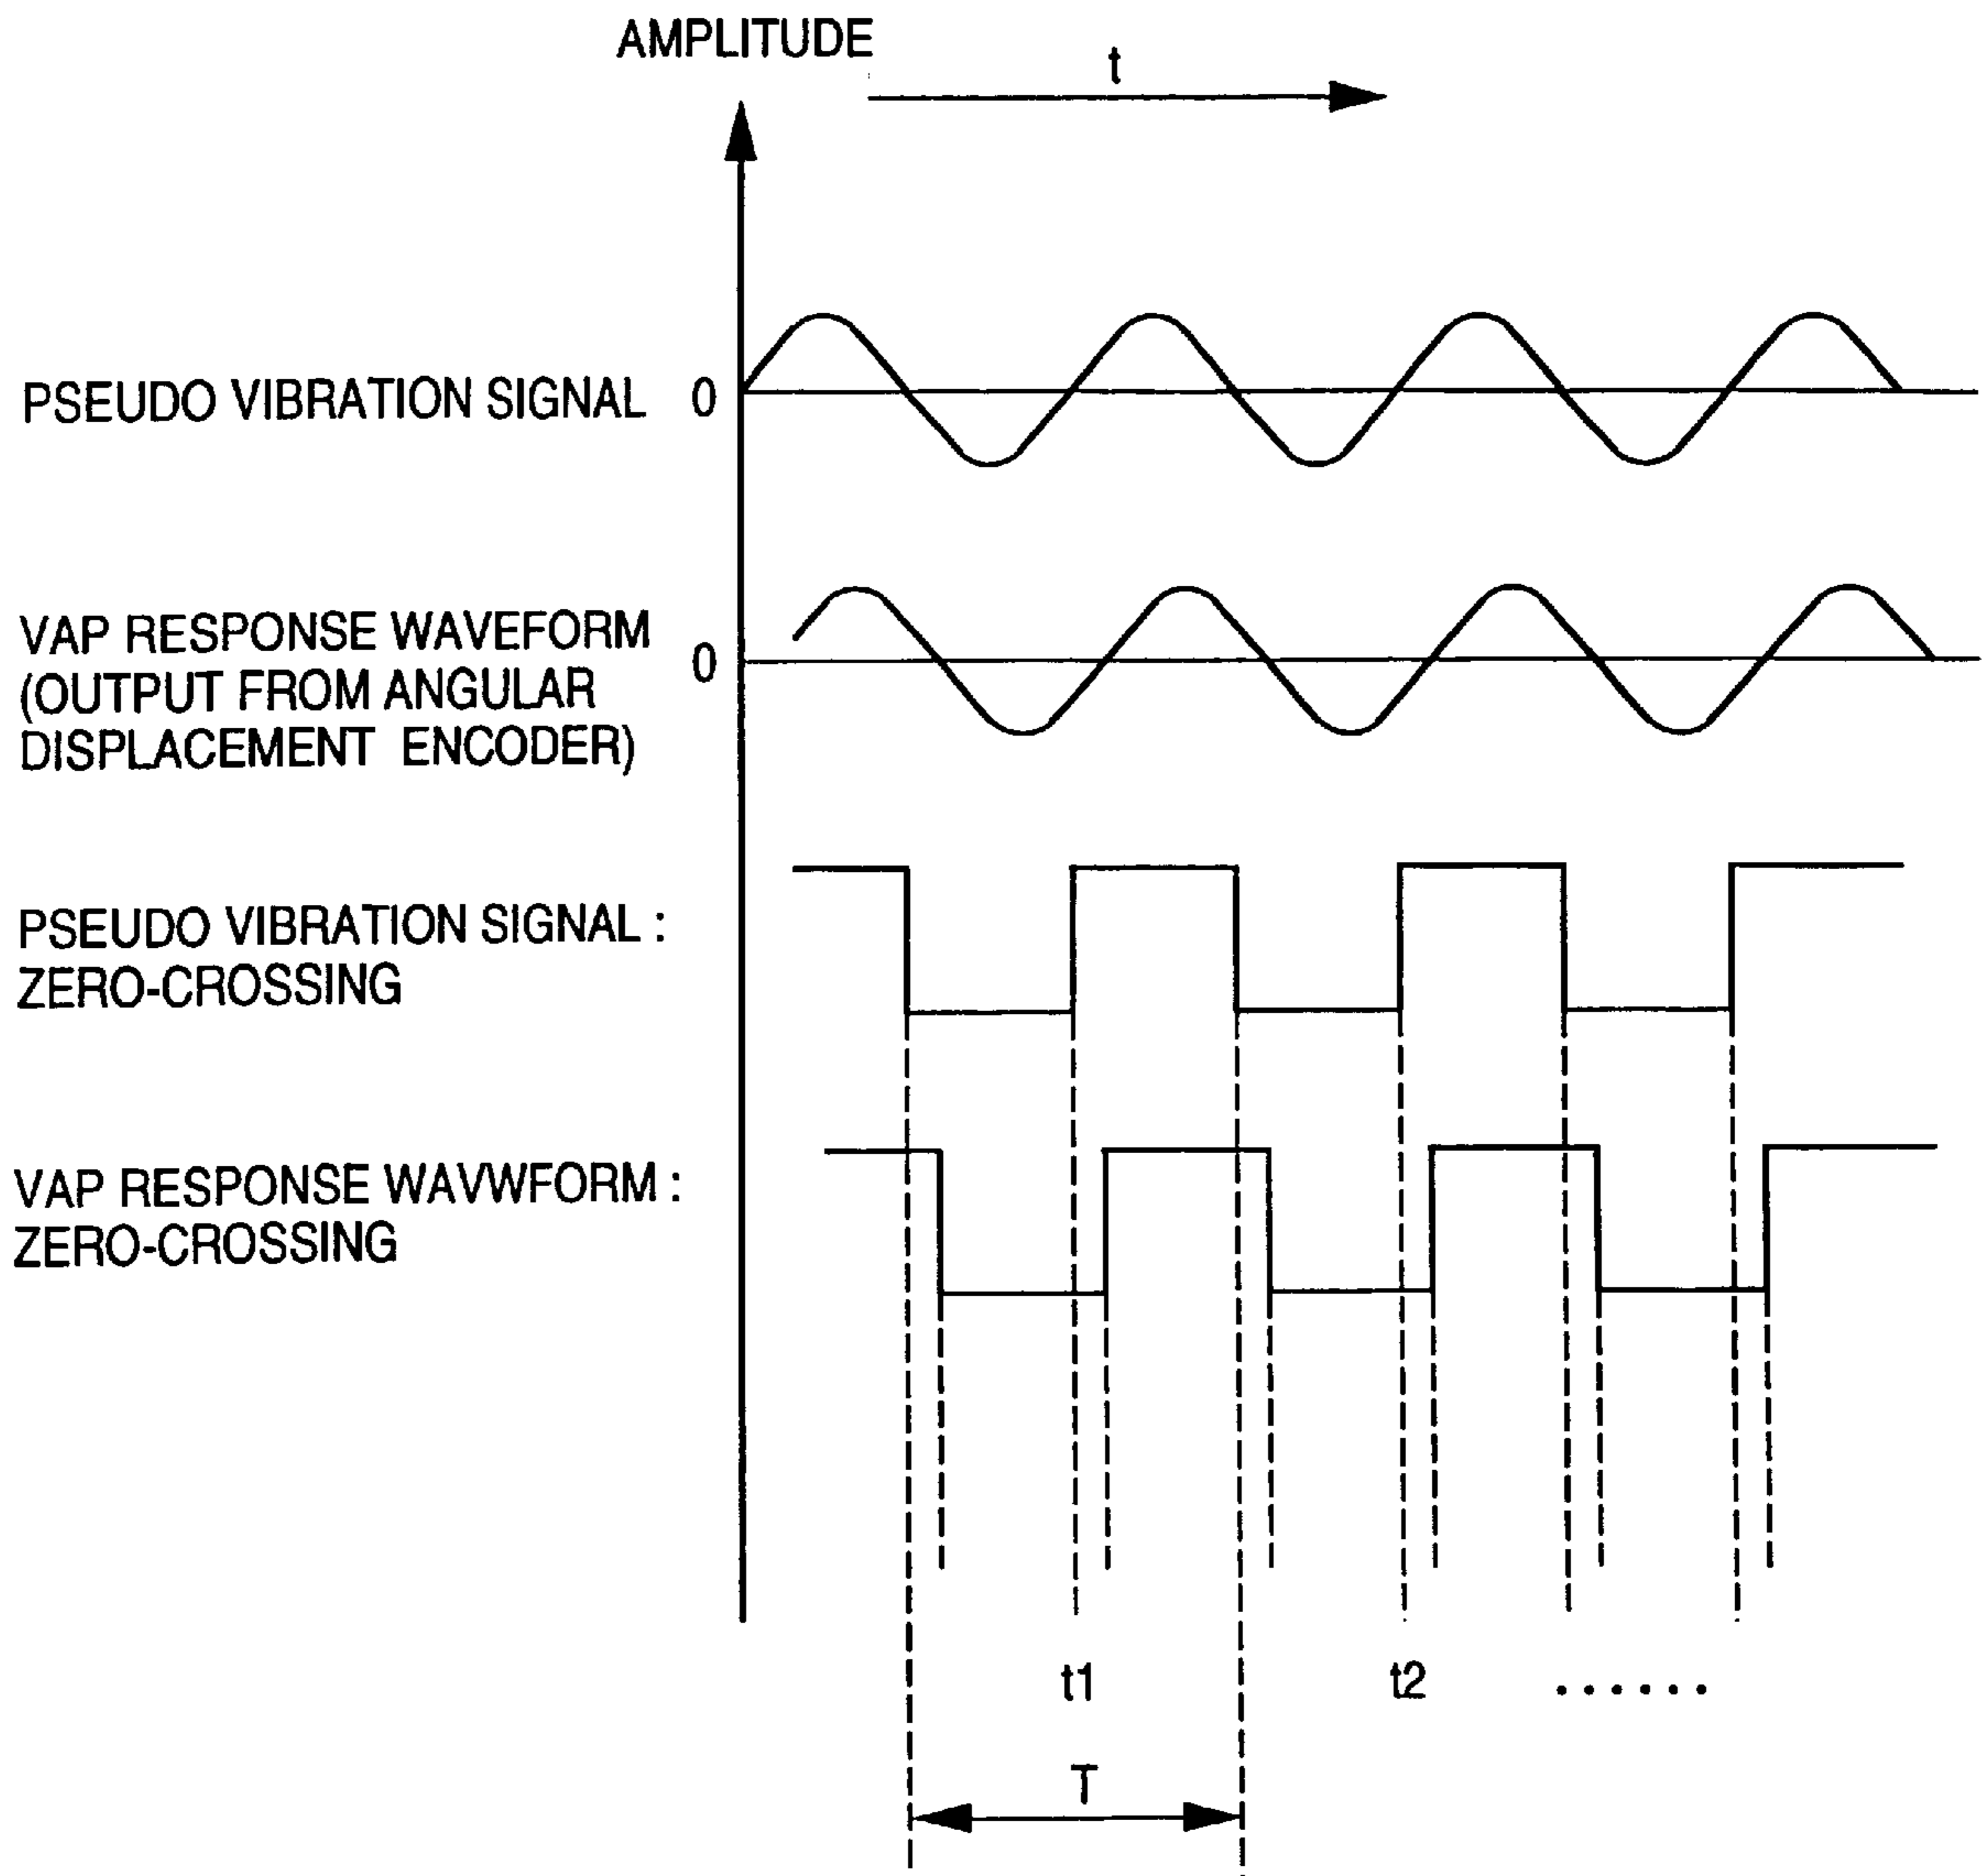 AMPLITUDE
t
PSEUDO VIBRATION SIGNAL 0
VAP RESPONSE WAVEFORM
(OUTPUT FROM ANGULAR
DISPLACEMENT ENCODER)
0
PSEUDO VIBRATION SIGNAL :
ZERO-CROSSING
VAP RESPONSE WAVWFORM :
ZERO-CROSSING
t1 t2 ......
T